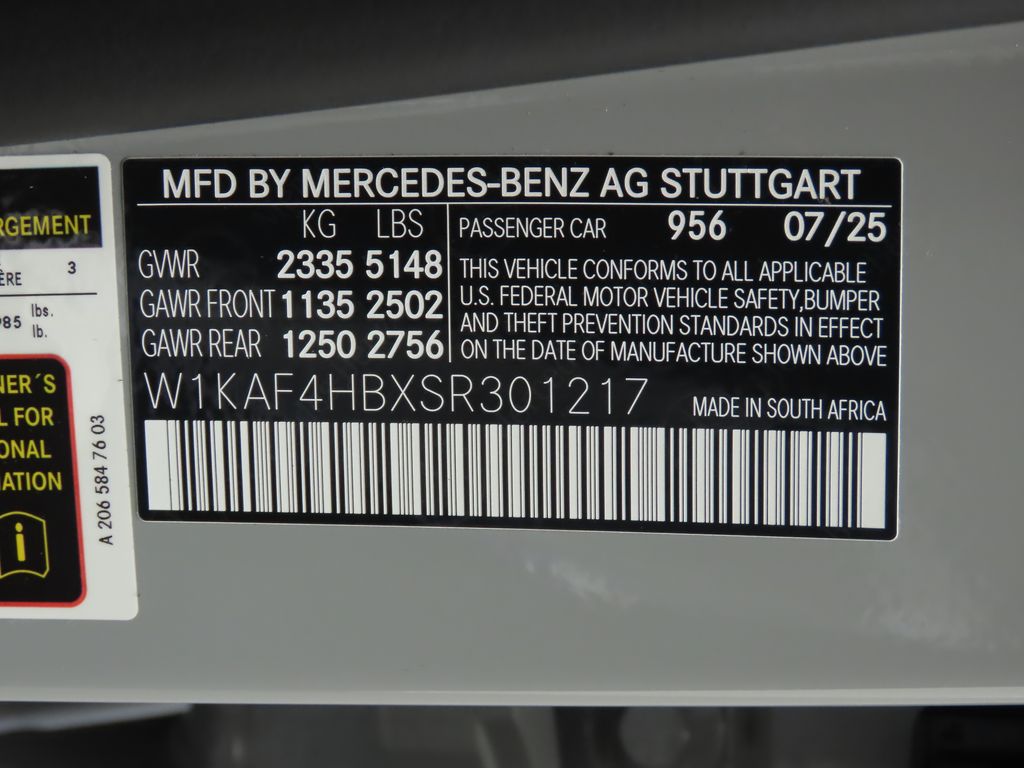 MFD BY MERCEDES-BENZ AG STUTTGART
KG LBS
GVWR 2335 5148
GAWR FRONT 1135 2502
GAWR REAR 1250 2756
PASSENGER CAR 956 07/25
THIS VEHICLE CONFORMS TO ALL APPLICABLE
U.S. FEDERAL MOTOR VEHICLE SAFETY,BUMPER
AND THEFT PREVENTION STANDARDS IN EFFECT
ON THE DATE OF MANUFACTURE SHOWN ABOVE
W1KAF4HBXSR301217
MADE IN SOUTH AFRICA
RGEMENT
ÈRE 3
985 lbs.
lb.
NER´S
L FOR
ONAL
ATION
i
A 206 584 76 03